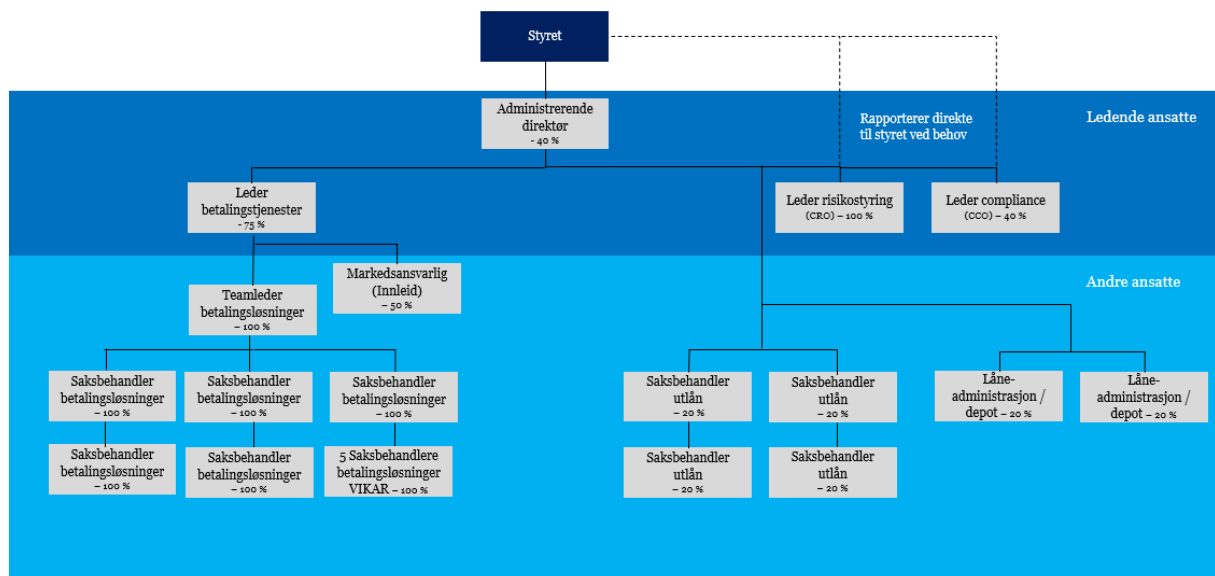 Styret
Administrerende
direktør
- 40 %
Rapporterer direkte
til styret ved behov
Ledende ansatte
Leder
betalingstjenester
- 75 %
Leder risikostyring
(CRO) – 100 %
Leder compliance
(CCO) – 40 %
Markedsansvarlig
(Innleid)
– 50 %
Andre ansatte
Teamleder
betalingsløsninger
– 100 %
Saksbehandler
betalingsløsninger
– 100 %
Saksbehandler
betalingsløsninger
– 100 %
Saksbehandler
betalingsløsninger
– 100 %
Saksbehandler
utlån
– 20 %
Saksbehandler
utlån
– 20 %
Låne-
administrasjon /
depot – 20 %
Låne-
administrasjon /
depot – 20 %
Saksbehandler
betalingsløsninger
– 100 %
Saksbehandler
betalingsløsninger
– 100 %
5 Saksbehandlere
betalingsløsninger
VIKAR – 100 %
Saksbehandler
utlån
– 20 %
Saksbehandler
utlån
– 20 %